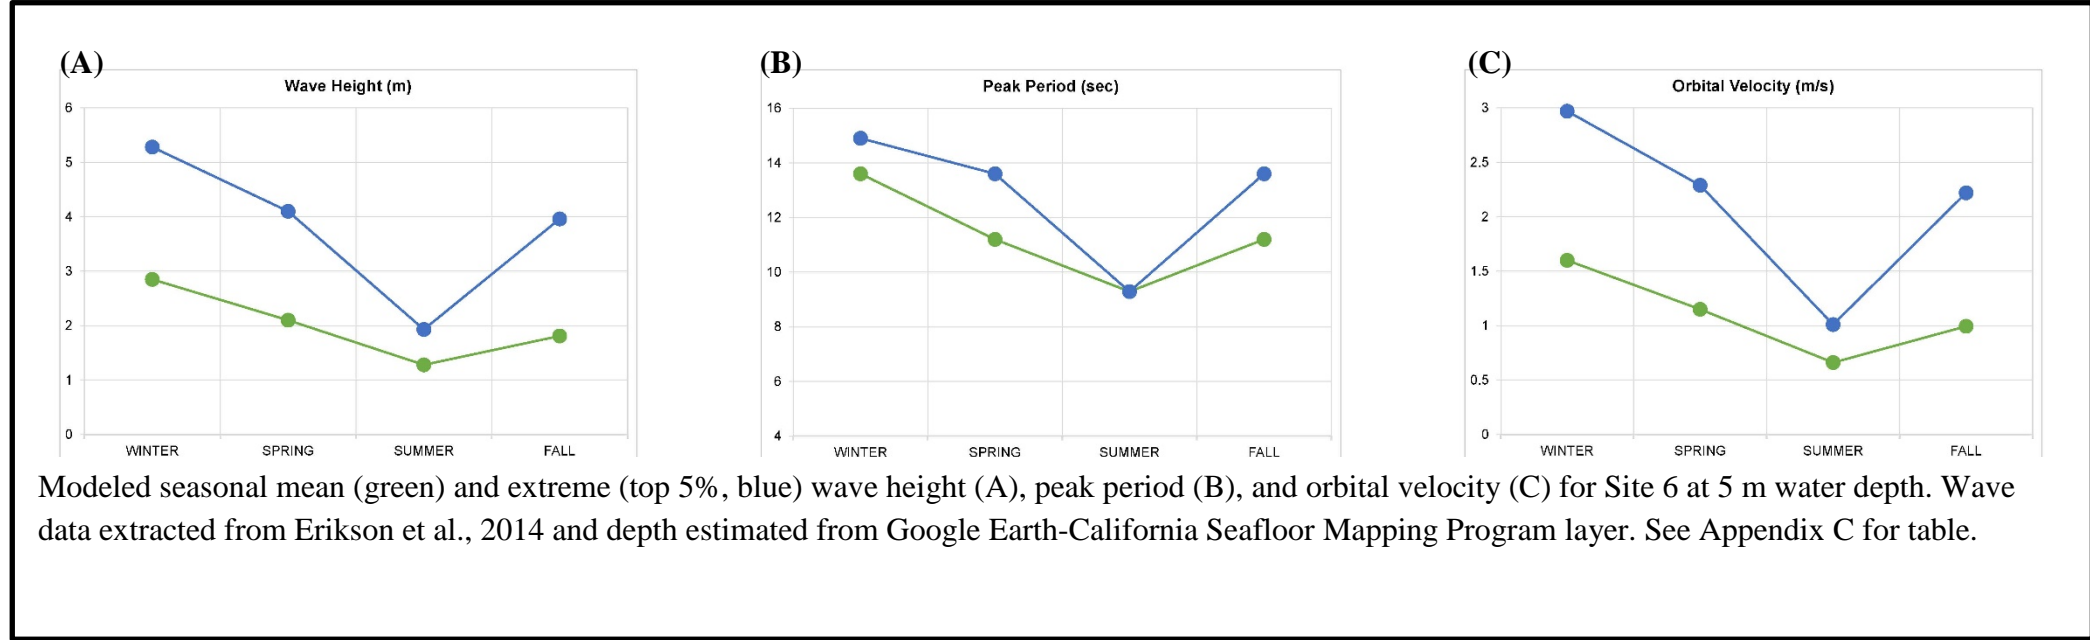 (A)
Wave Height (m)
6
5
4
3
2
1
0
WINTER SPRING SUMMER FALL
(B)
Peak Period (sec)
16
14
12
10
8
6
4
WINTER SPRING SUMMER FALL
(C)
Orbital Velocity (m/s)
3
2.5
2
1.5
1
0.5
0
WINTER SPRING SUMMER FALL
Modeled seasonal mean (green) and extreme (top 5%, blue) wave height (A), peak period (B), and orbital velocity (C) for Site 6 at 5 m water depth. Wave
data extracted from Erikson et al., 2014 and depth estimated from Google Earth-California Seafloor Mapping Program layer. See Appendix C for table.